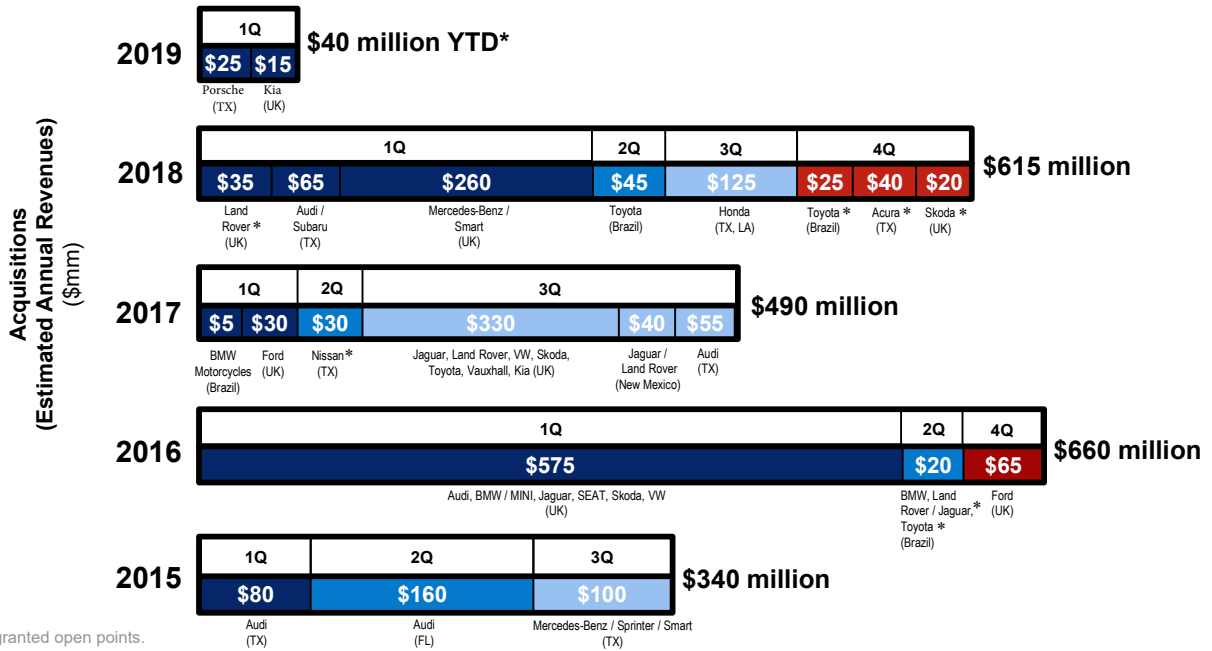 Acquisitions
(Estimated Annual Revenues)
($mm)
2019
1Q
$40 million YTD*
$25 $15
Porsche
(TX)
Kia
(UK)
2018
1Q 2Q 3Q 4Q
$615 million
$35 $65 $260 $45 $125 $25 $40 $20
Land
Rover *
(UK)
Audi /
Subaru
(TX)
Mercedes-Benz /
Smart
(UK)
Toyota
(Brazil)
Honda
(TX, LA)
Toyota *
(Brazil)
Acura *
(TX)
Skoda *
(UK)
2017
1Q 2Q 3Q
$490 million
$5 $30 $30 $330 $40 $55
BMW
Motorcycles
(Brazil)
Ford
(UK)
Nissan *
(TX)
Jaguar, Land Rover, VW, Skoda,
Toyota, Vauxhall, Kia (UK)
Jaguar /
Land Rover
(New Mexico)
Audi
(TX)
2016
1Q 2Q 4Q
$660 million
$575 $20 $65
Audi, BMW / MINI, Jaguar, SEAT, Skoda, VW
(UK)
BMW, Land
Rover / Jaguar,*
Toyota *
(Brazil)
Ford
(UK)
2015
1Q 2Q 3Q
$340 million
$80 $160 $100
Audi
(TX)
Audi
(FL)
Mercedes-Benz / Sprinter / Smart
(TX)
granted open points.